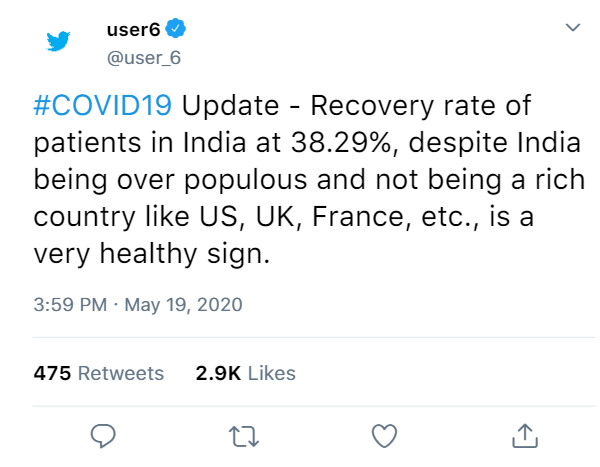 user6
@user_6
#COVID19 Update - Recovery rate of
patients in India at 38.29%, despite India
being over populous and not being a rich
country like US, UK, France, etc., is a
very healthy sign.
3:59 PM · May 19, 2020
475 Retweets 2.9K Likes